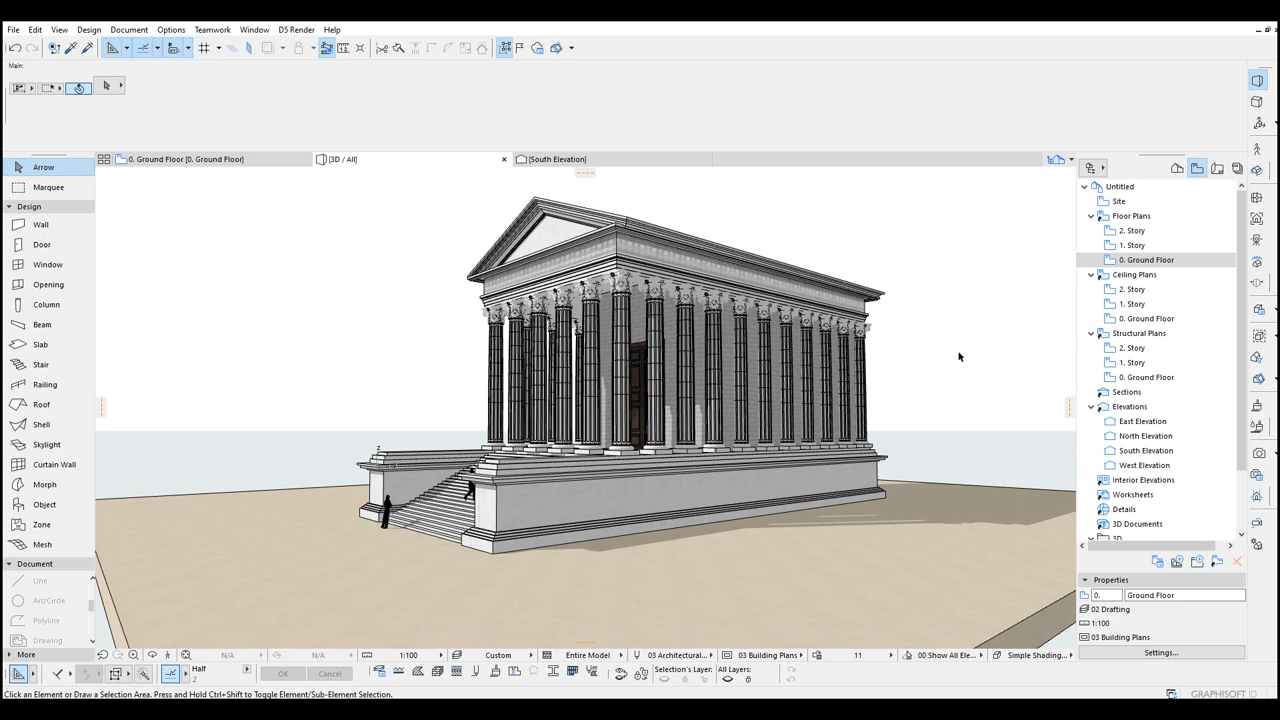 File Edit View Design Document Options Teamwork Window D5 Render Help
Main:
0. Ground Floor [0. Ground Floor] [3D / All] [South Elevation]
Arrow
Marquee
Design
Wall
Door
Window
Opening
Column
Beam
Slab
Stair
Railing
Roof
Shell
Skylight
Curtain Wall
Morph
Object
Zone
Mesh
Document
Line
Arc/Circle
Polyline
Drawing
More
Untitled
Site
Floor Plans
2. Story
1. Story
0. Ground Floor
Ceiling Plans
2. Story
1. Story
0. Ground Floor
Structural Plans
2. Story
1. Story
0. Ground Floor
Sections
Elevations
East Elevation
North Elevation
South Elevation
West Elevation
Interior Elevations
Worksheets
Details
3D Documents
3D
Properties
0. Ground Floor
02 Drafting
1:100
03 Building Plans
Settings...
N/A N/A 1:100 Custom Entire Model 03 Architectural... 03 Building Plans 11 00 Show All Ele... Simple Shading...
Half
2
OK Cancel
Selection's Layer: All Layers:
Click an Element or Draw a Selection Area. Press and Hold Ctrl+Shift to Toggle Element/Sub-Element Selection.
GRAPHISOFT ID